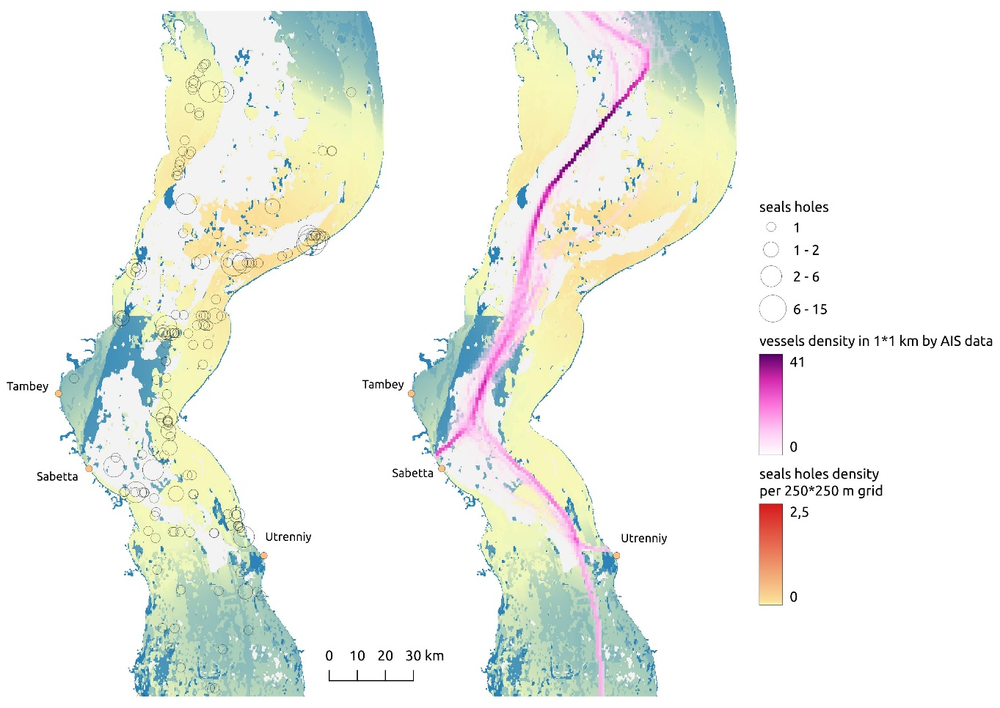 Tambey
Sabetta
Utrenniy
0 10 20 30 km
Tambey
Sabetta
Utrenniy
seals holes
1
1 - 2
2 - 6
6 - 15
vessels density in 1*1 km by AIS data
41
0
seals holes density
per 250*250 m grid
2,5
0